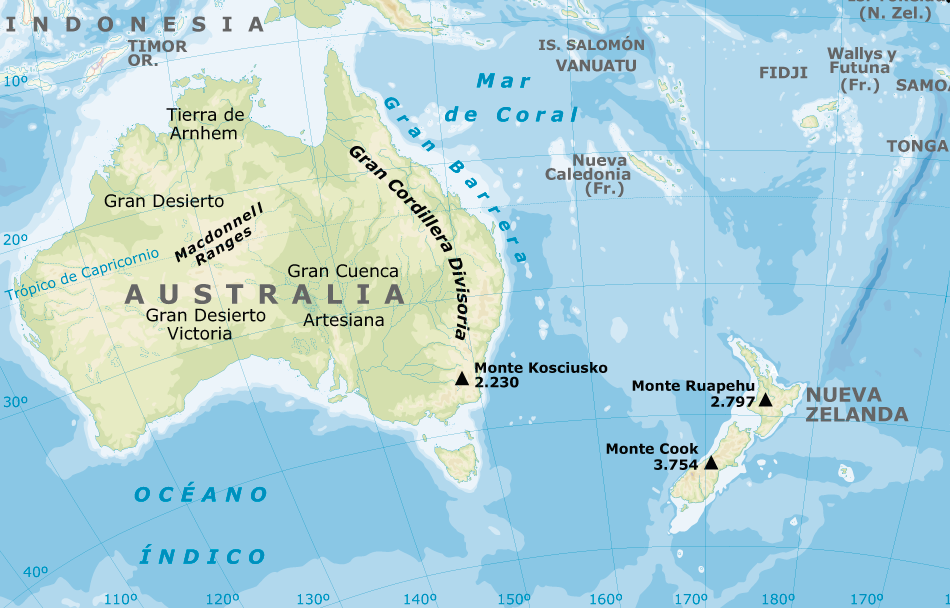 (N. Zel.)
INDONESIA
TIMOR
OR.
IS. SALOMÓN
VANUATU
Wallys y
Futuna
(Fr.)
FIDJI
SAMOA
10º
Mar
de Coral
Tierra de
Arnhem
Gran Barrera
TONGA
Gran Cordillera Divisoria
Nueva
Caledonia
(Fr.)
Gran Desierto
Macdonnell
Ranges
20º
Trópico de Capricornio
Gran Cuenca
AUSTRALIA
Gran Desierto
Victoria
Artesiana
Monte Kosciusko
2.230
Monte Ruapehu
2.797
NUEVA
ZELANDA
30º
Monte Cook
3.754
OCÉANO
ÍNDICO
40º
110º
120º
130º
140º
150º
160º
170º
180º
170º